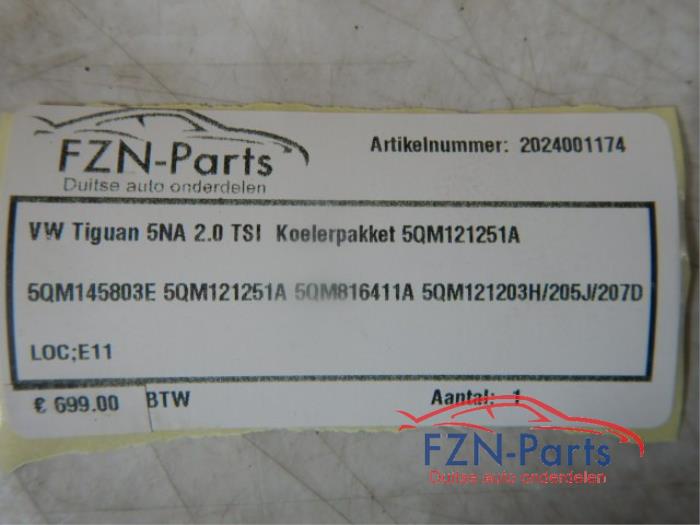 FZN-Parts
Duitse auto onderdelen
Artikelnummer: 2024001174
VW Tiguan 5NA 2.0 TSI Koelerpakket 5QM121251A
5QM145803E 5QM121251A 5QM816411A 5QM121203H/205J/207D
LOC;E11
€ 699.00 BTW Aantal: 1
FZN-Parts
Duitse auto onderdelen